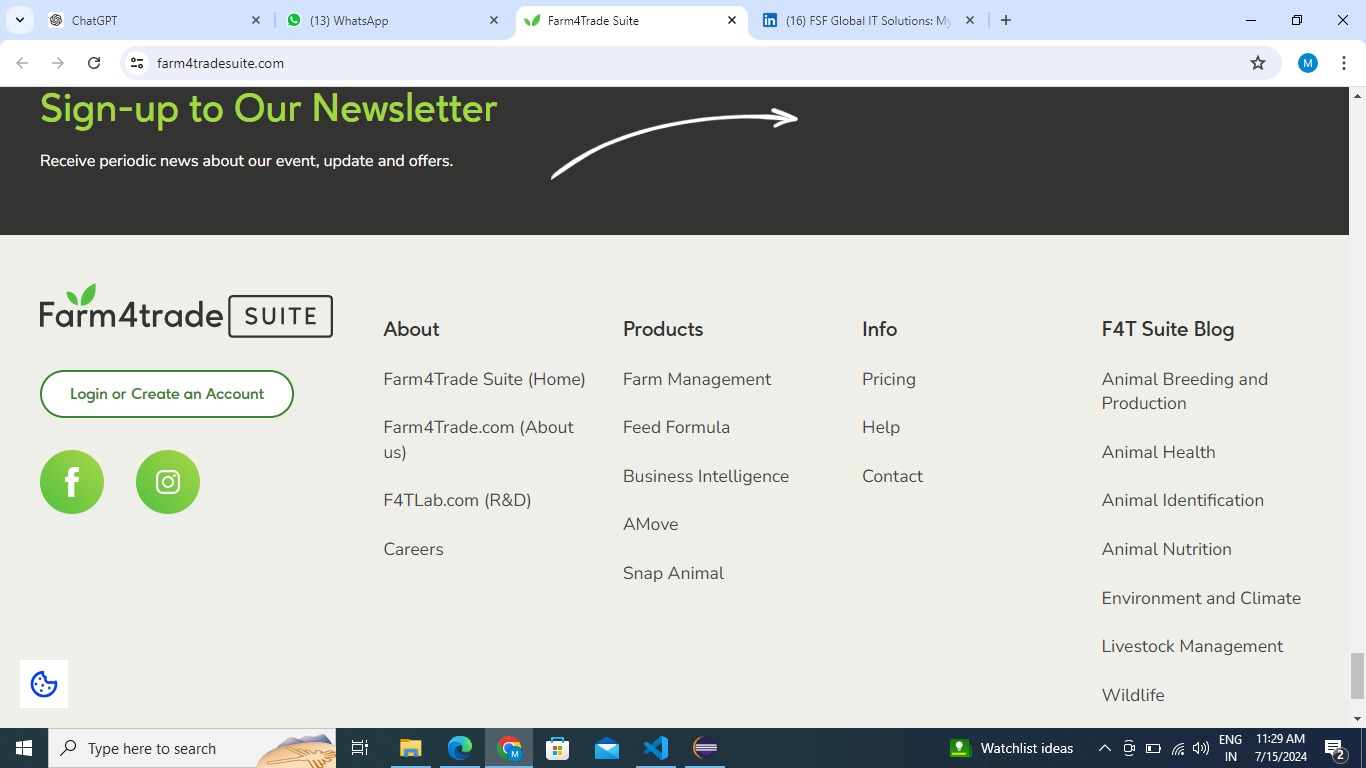 ChatGPT
(13) WhatsApp
Farm4Trade Suite
(16) FSF Global IT Solutions: My
farm4tradesuite.com
M
Sign-up to Our Newsletter
Receive periodic news about our event, update and offers.
Farm4trade SUITE
Login or Create an Account
About
Farm4Trade Suite (Home)
Farm4Trade.com (About
us)
F4TLab.com (R&D)
Careers
Products
Farm Management
Feed Formula
Business Intelligence
AMove
Snap Animal
Info
Pricing
Help
Contact
F4T Suite Blog
Animal Breeding and
Production
Animal Health
Animal Identification
Animal Nutrition
Environment and Climate
Livestock Management
Wildlife
Type here to search
M
Watchlist ideas
ENG
IN
11:29 AM
7/15/2024
2